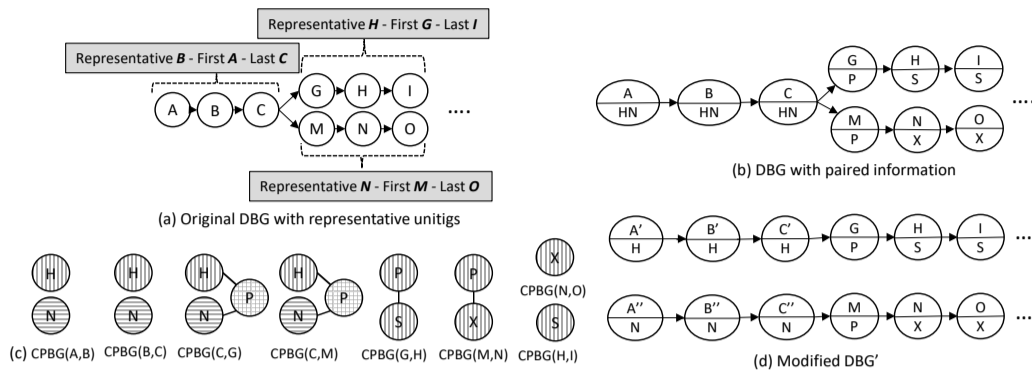 Representative H - First G - Last I
Representative B - First A - Last C
A B C G H I ....
M N O
Representative N - First M - Last O
(a) Original DBG with representative unitigs
A HN B HN C HN G P H S I S ....
M P N X O X
(b) DBG with paired information
H H H P H P P P X
N N N N S X S
CPBG(N,O)
(c) CPBG(A,B) CPBG(B,C) CPBG(C,G) CPBG(C,M) CPBG(G,H) CPBG(M,N) CPBG(H,I)
A' H B' H C' H G P H S I S ...
A'' N B'' N C'' N M P N X O X ...
(d) Modified DBG'